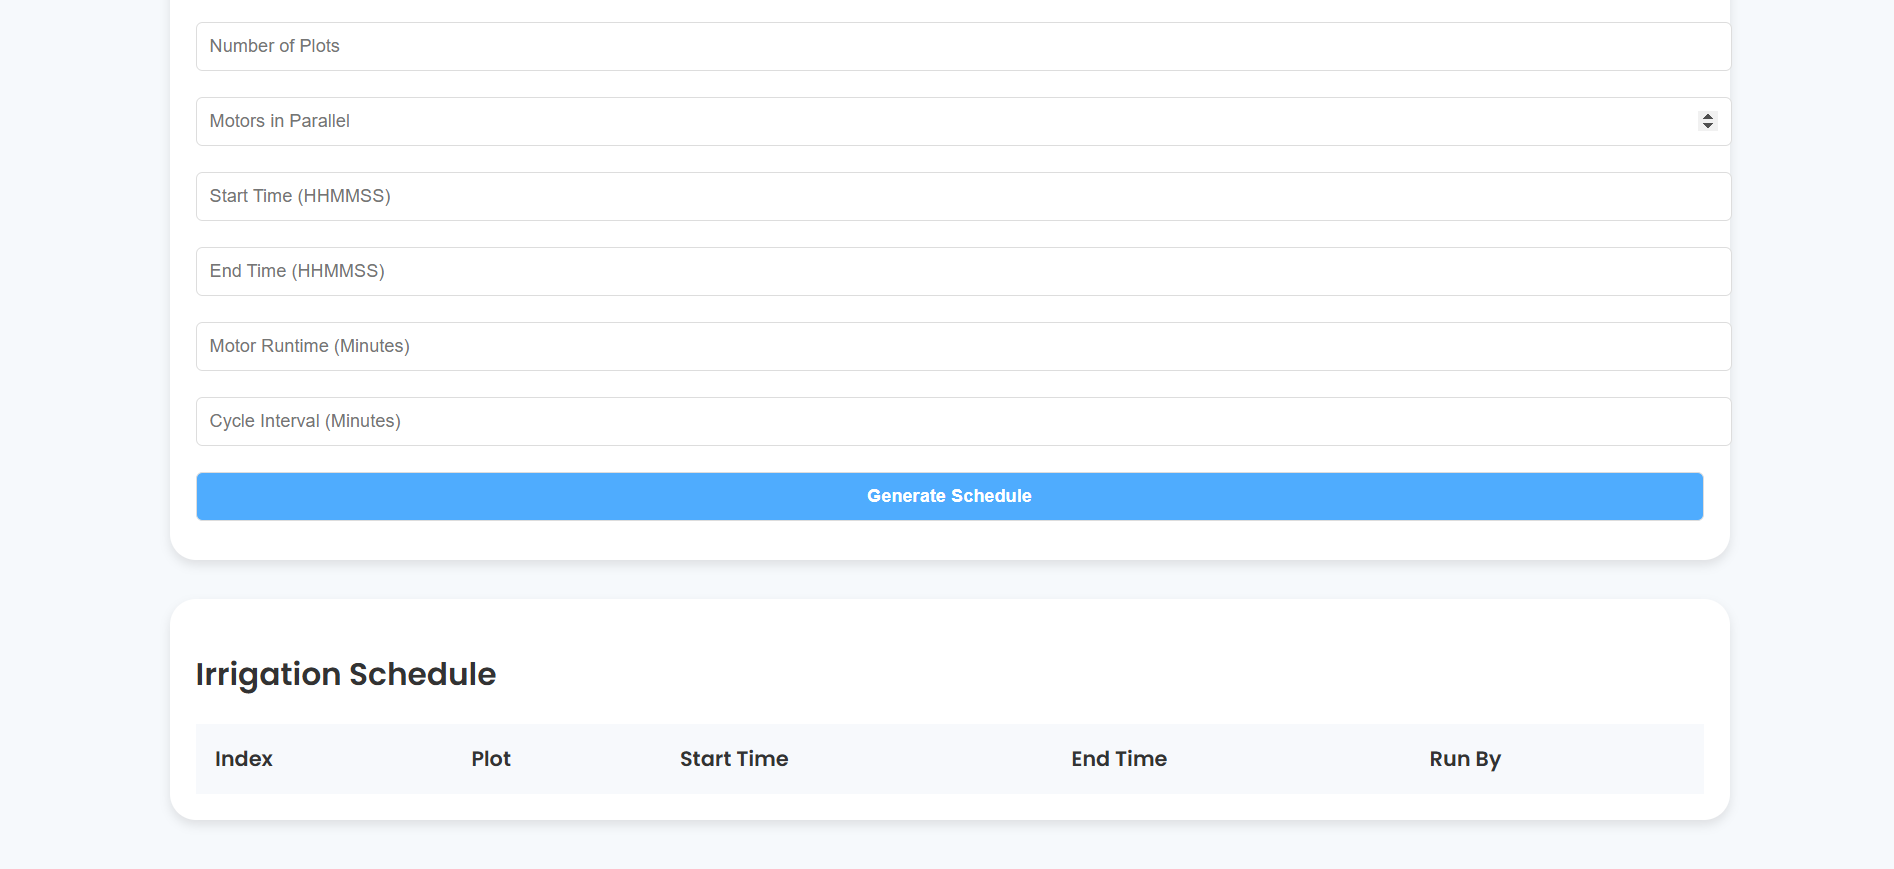 Number of Plots
Motors in Parallel
Start Time (HHMMSS)
End Time (HHMMSS)
Motor Runtime (Minutes)
Cycle Interval (Minutes)
Generate Schedule
Irrigation Schedule
Index Plot Start Time End Time Run By